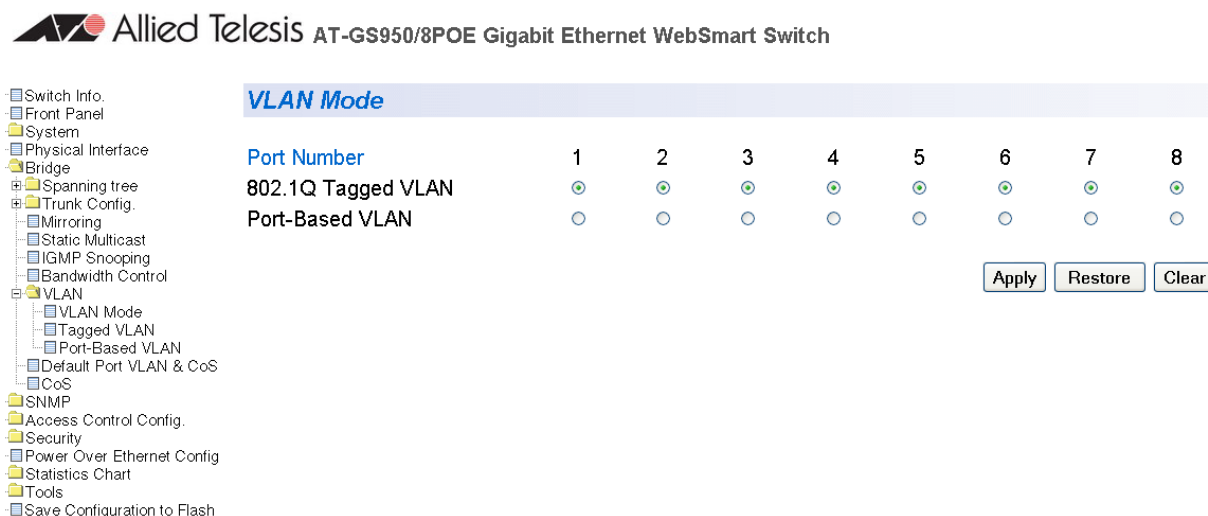 Allied Telesis AT-GS950/8POE Gigabit Ethernet WebSmart Switch
Switch Info.
Front Panel
System
Physical Interface
Bridge
Spanning tree
Trunk Config.
Mirroring
Static Multicast
IGMP Snooping
Bandwidth Control
VLAN
VLAN Mode
Tagged VLAN
Port-Based VLAN
Default Port VLAN & CoS
CoS
SNMP
Access Control Config.
Security
Power Over Ethernet Config
Statistics Chart
Tools
Save Configuration to Flash
VLAN Mode
Port Number 1 2 3 4 5 6 7 8
802.1Q Tagged VLAN
Port-Based VLAN
Apply Restore Clear